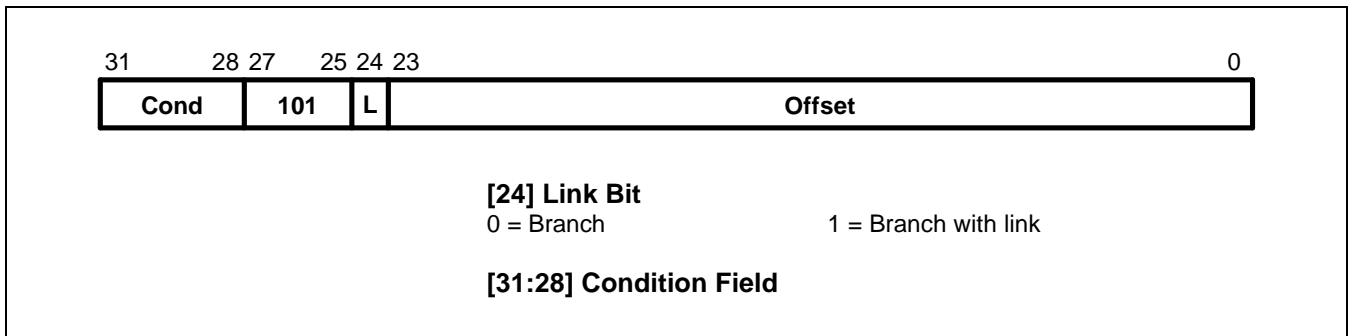 31 28 27 25 24 23 0
Cond 101 L Offset
[24] Link Bit
0 = Branch 1 = Branch with link
[31:28] Condition Field